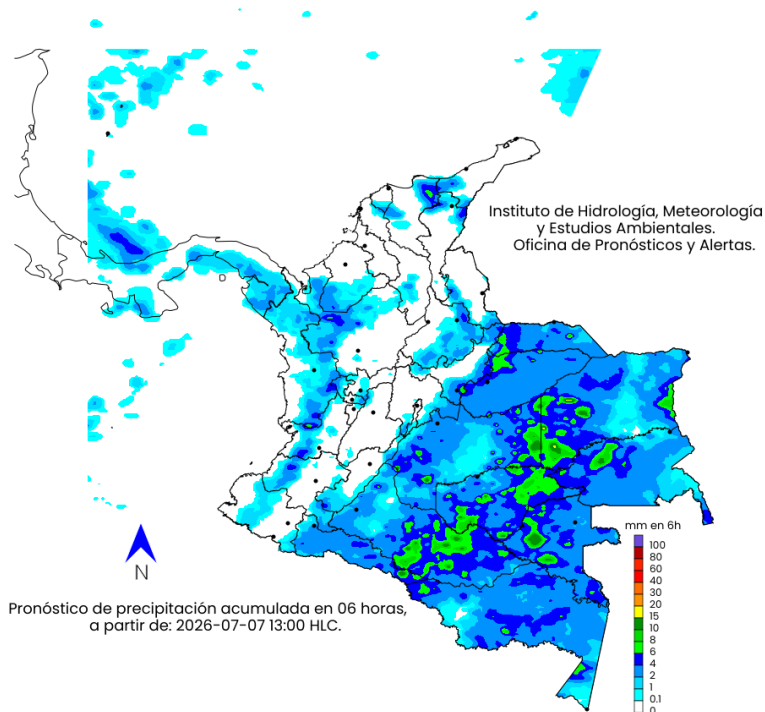 Instituto de Hidrología, Meteorología
y Estudios Ambientales.
Oficina de Pronósticos y Alertas.
N
Pronóstico de precipitación acumulada en 06 horas,
a partir de: 2026-07-07 13:00 HLC.
mm en 6h
100
80
60
40
30
20
15
10
8
6
4
2
1
0.1
0